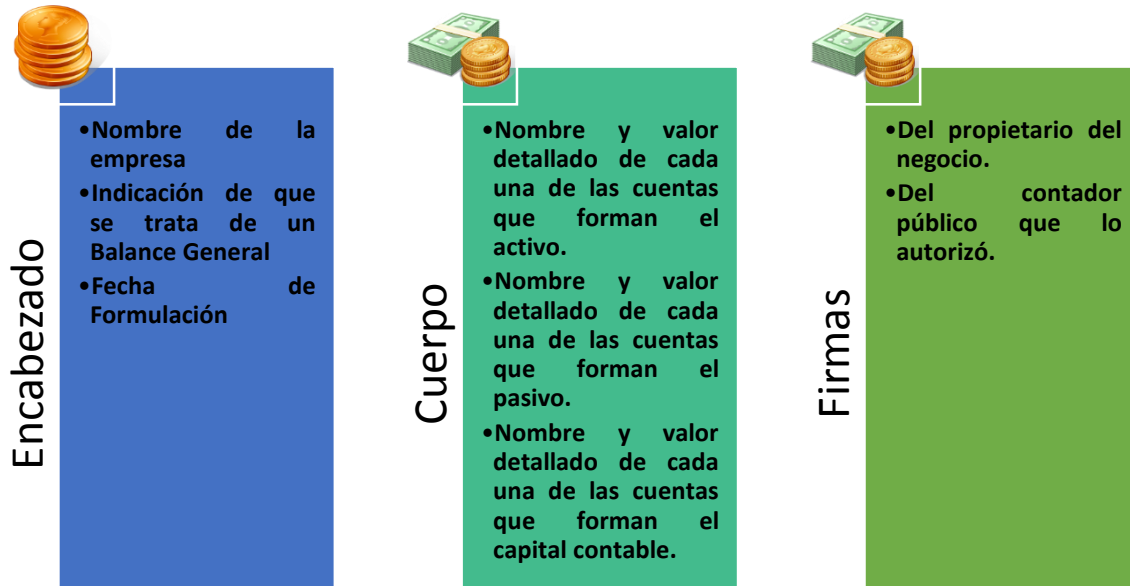 Encabezado
•Nombre de la
empresa
•Indicación de que
se trata de un
Balance General
•Fecha de
Formulación
Cuerpo
•Nombre y valor
detallado de cada
una de las cuentas
que forman el
activo.
•Nombre y valor
detallado de cada
una de las cuentas
que forman el
pasivo.
•Nombre y valor
detallado de cada
una de las cuentas
que forman el
capital contable.
Firmas
•Del propietario del
negocio.
•Del contador
público que lo
autorizó.